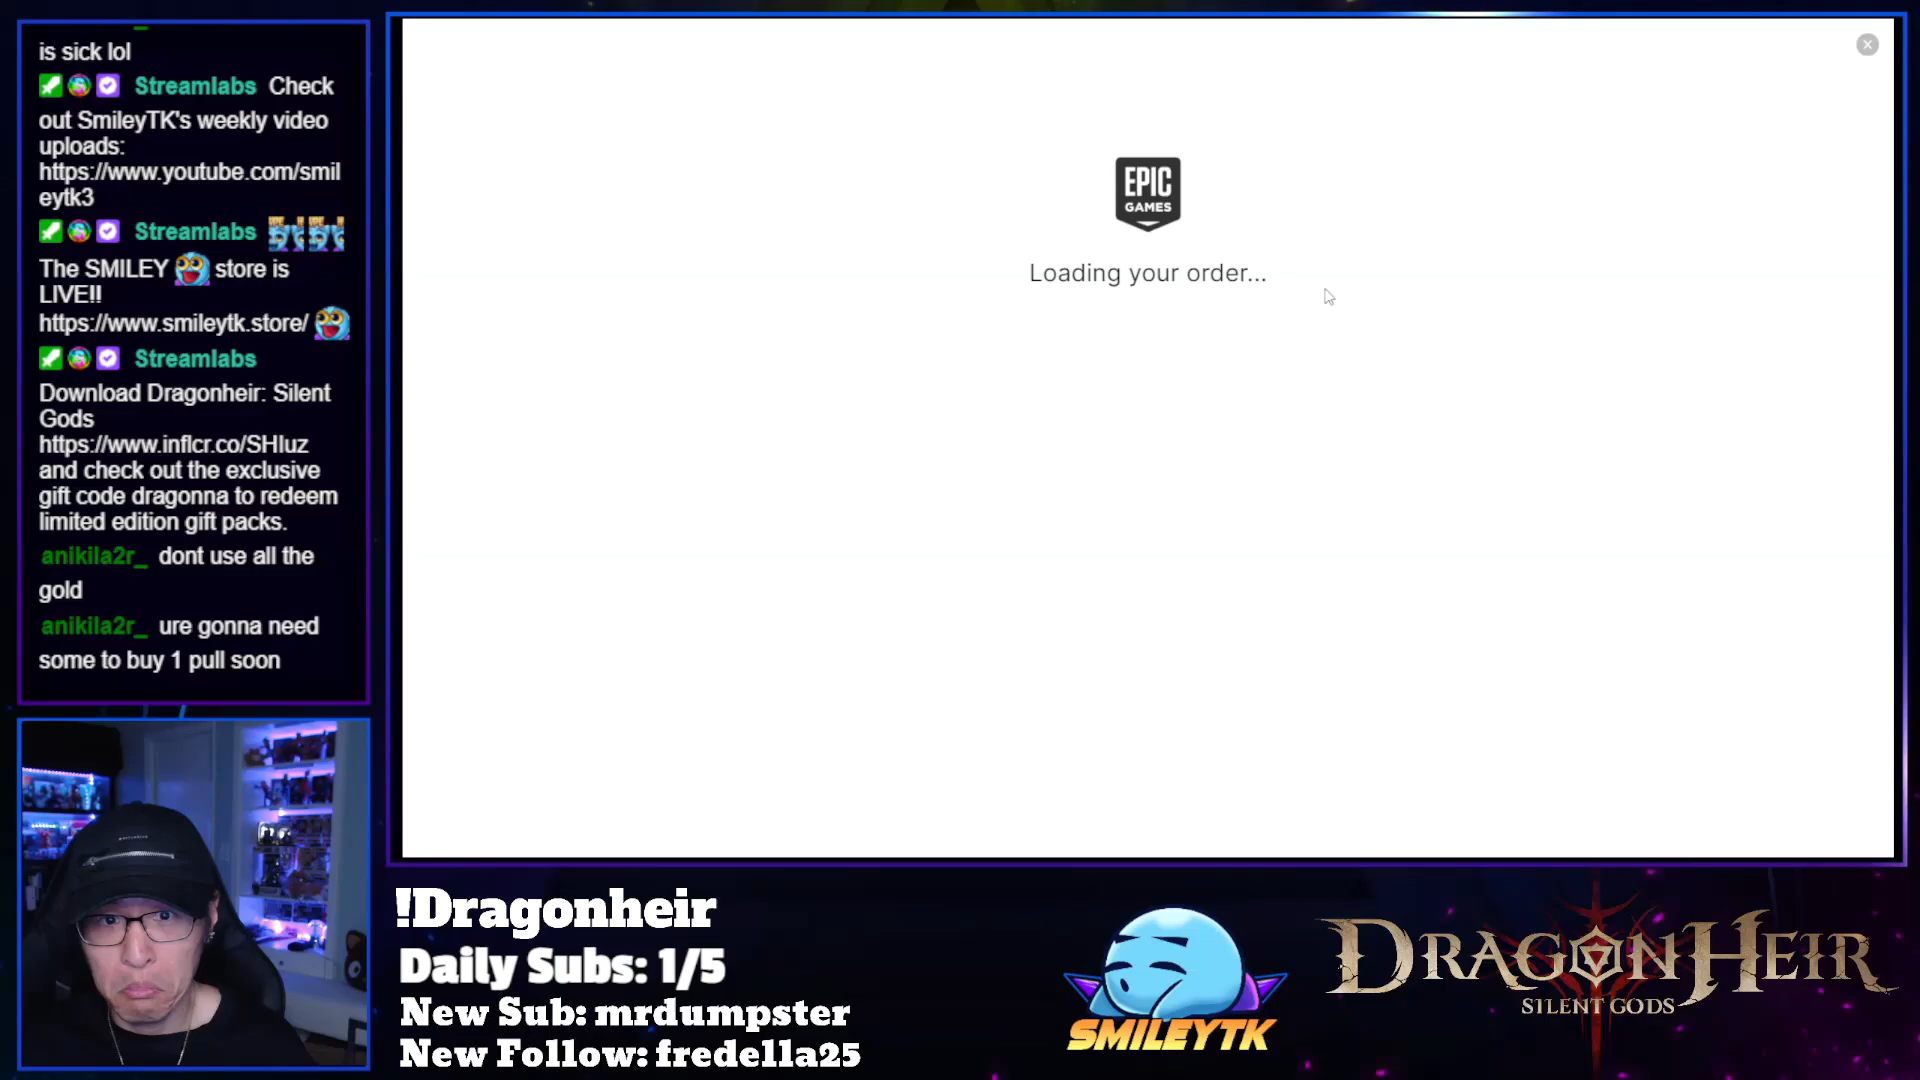 is sick lol
Streamlabs Check
out SmileyTK's weekly video
uploads:
https://www.youtube.com/smil
eytk3
Streamlabs
The SMILEY store is
LIVE!!
https://www.smileytk.store/
Streamlabs
Download Dragonheir: Silent
Gods
https://www.inflcr.co/SHIuz
and check out the exclusive
gift code dragonna to redeem
limited edition gift packs.
anikila2r_ dont use all the
gold
anikila2r_ ure gonna need
some to buy 1 pull soon
EPIC
GAMES
Loading your order...
!Dragonheir
Daily Subs: 1/5
New Sub: mrdumpster
New Follow: fredella25
SMILEYTK
DRAGONHEIR
SILENT GODS